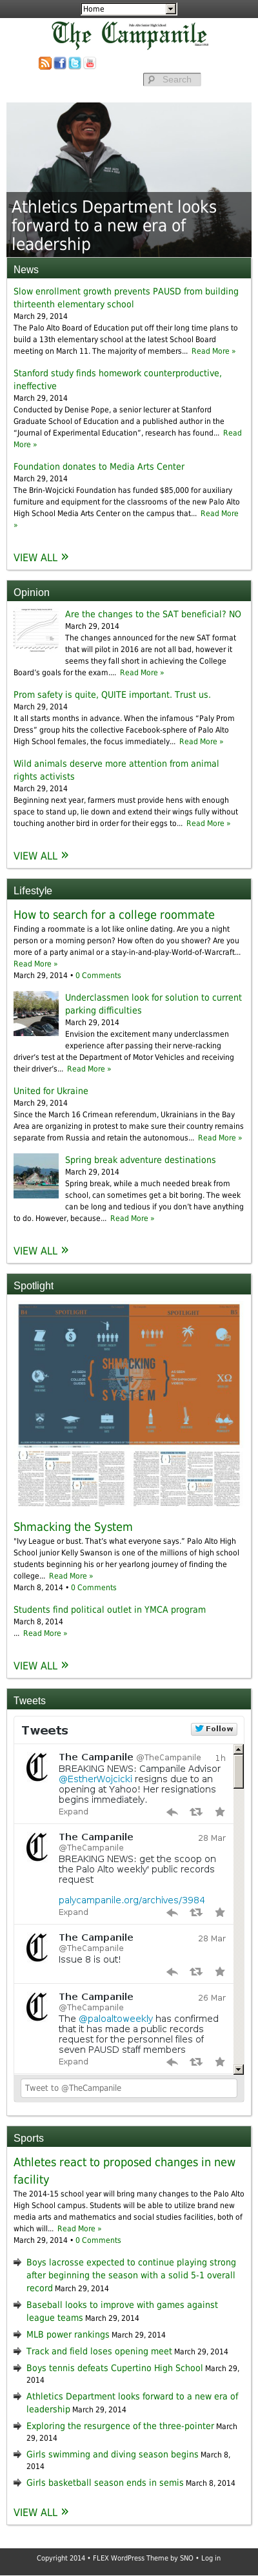 Home
The Campanile
Palo Alto Senior High School
Search
Athletics Department looks
forward to a new era of
leadership
News
Slow enrollment growth prevents PAUSD from building
thirteenth elementary school
March 29, 2014
The Palo Alto Board of Education put off their long time plans to
build a 13th elementary school at the latest School Board
meeting on March 11. The majority of members... Read More »
Stanford study finds homework counterproductive,
ineffective
March 29, 2014
Conducted by Denise Pope, a senior lecturer at Stanford
Graduate School of Education and a published author in the
“Journal of Experimental Education”, research has found... Read
More »
Foundation donates to Media Arts Center
March 29, 2014
The Brin-Wojcicki Foundation has funded $85,000 for auxiliary
furniture and equipment for the classrooms of the new Palo Alto
High School Media Arts Center on the campus that... Read More
»
VIEW ALL »
Opinion
Are the changes to the SAT beneficial? NO
March 29, 2014
The changes announced for the new SAT format
that will pilot in 2016 are not all bad, however it
seems they fall short in achieving the College
Board’s goals for the exam.... Read More »
Prom safety is quite, QUITE important. Trust us.
March 29, 2014
It all starts months in advance. When the infamous “Paly Prom
Dress” group hits the collective Facebook-sphere of Palo Alto
High School females, the focus immediately... Read More »
Wild animals deserve more attention from animal
rights activists
March 29, 2014
Beginning next year, farmers must provide hens with enough
space to stand up, lie down and extend their wings fully without
touching another bird in order for their eggs to... Read More »
VIEW ALL »
Lifestyle
How to search for a college roommate
Finding a roommate is a lot like online dating. Are you a night
person or a morning person? How often do you shower? Are you
more of a party animal or a stay-in-and-play-World-of-Warcraft...
Read More »
March 29, 2014 • 0 Comments
Underclassmen look for solution to current
parking difficulties
March 29, 2014
Envision the excitement many underclassmen
experience after passing their nerve-racking
driver’s test at the Department of Motor Vehicles and receiving
their driver’s... Read More »
United for Ukraine
March 29, 2014
Since the March 16 Crimean referendum, Ukrainians in the Bay
Area are organizing in protest to make sure their country remains
separate from Russia and retain the autonomous... Read More »
Spring break adventure destinations
March 29, 2014
Spring break, while a much needed break from
school, can sometimes get a bit boring. The week
can be long and tedious if you don’t have anything
to do. However, because... Read More »
VIEW ALL »
Spotlight
SPOTLIGHT
SPOTLIGHT
SHMACKING
THE
SYSTEM
Shmacking the System
"Ivy League or bust. That’s what everyone says.” Palo Alto High
School junior Kelly Swanson is one of the millions of high school
students beginning his or her yearlong journey of finding the
college... Read More »
March 8, 2014 • 0 Comments
Students find political outlet in YMCA program
March 8, 2014
... Read More »
VIEW ALL »
Tweets
Tweets
Follow
The Campanile @TheCampanile 1h
BREAKING NEWS: Campanile Advisor
@EstherWojcicki resigns due to an
opening at Yahoo! Her resignations
begins immediately.
Expand
The Campanile 28 Mar
@TheCampanile
BREAKING NEWS: get the scoop on
the Palo Alto weekly' public records
request
palycampanile.org/archives/3984
Expand
The Campanile 28 Mar
@TheCampanile
Issue 8 is out!
The Campanile 26 Mar
@TheCampanile
The @paloaltoweekly has confirmed
that it has made a public records
request for the personnel files of
seven PAUSD staff members
Expand
Tweet to @TheCampanile
Sports
Athletes react to proposed changes in new
facility
The 2014-15 school year will bring many changes to the Palo Alto
High School campus. Students will be able to utilize brand new
media arts and mathematics and social studies facilities, both of
which will... Read More »
March 29, 2014 • 0 Comments
Boys lacrosse expected to continue playing strong
after beginning the season with a solid 5-1 overall
record March 29, 2014
Baseball looks to improve with games against
league teams March 29, 2014
MLB power rankings March 29, 2014
Track and field loses opening meet March 29, 2014
Boys tennis defeats Cupertino High School March 29,
2014
Athletics Department looks forward to a new era of
leadership March 29, 2014
Exploring the resurgence of the three-pointer March
29, 2014
Girls swimming and diving season begins March 8,
2014
Girls basketball season ends in semis March 8, 2014
VIEW ALL »
Copyright 2014 • FLEX WordPress Theme by SNO • Log in